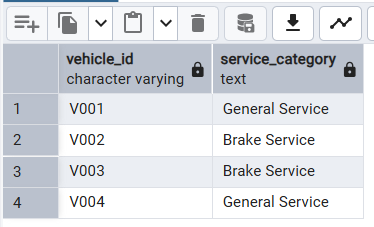 vehicle_id service_category
character varying text
1 V001 General Service
2 V002 Brake Service
3 V003 Brake Service
4 V004 General Service